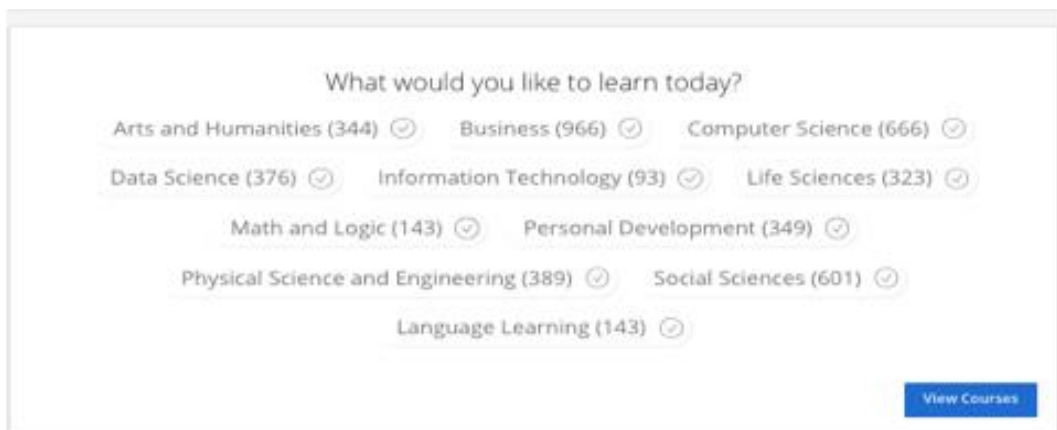 What would you like to learn today?
Arts and Humanities (344) Business (966) Computer Science (666)
Data Science (376) Information Technology (93) Life Sciences (323)
Math and Logic (143) Personal Development (349)
Physical Science and Engineering (389) Social Sciences (601)
Language Learning (143)
View Courses